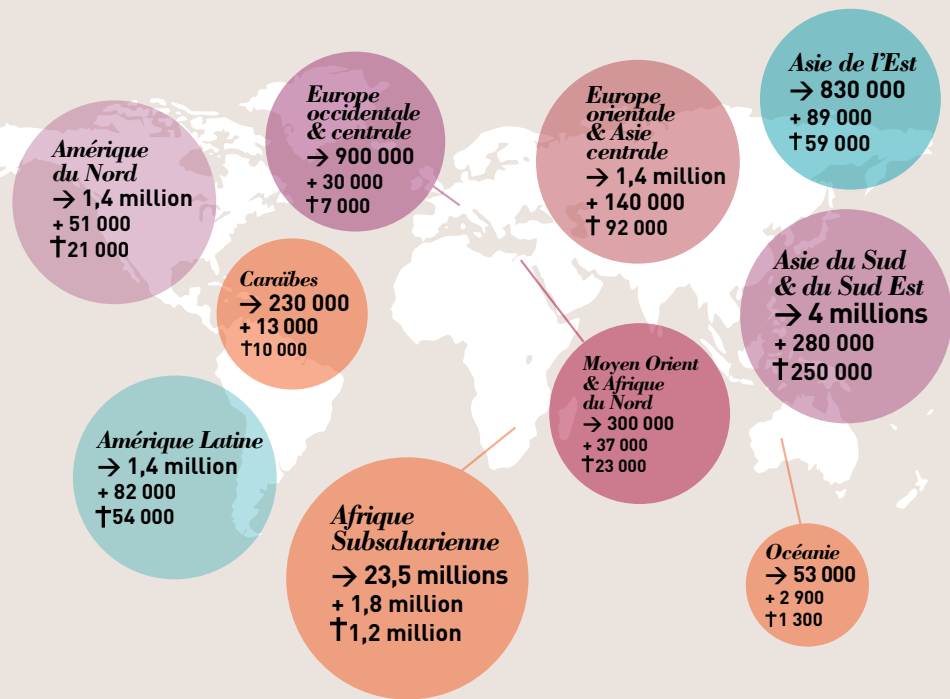 Amérique
du Nord
→ 1,4 million
+ 51 000
†21 000
Europe
occidentale
& centrale
→ 900 000
+ 30 000
†7 000
Europe
orientale
& Asie
centrale
→ 1,4 million
+ 140 000
† 92 000
Asie de l'Est
→ 830 000
+ 89 000
†59 000
Caraïbes
→ 230 000
+ 13 000
†10 000
Asie du Sud
& du Sud Est
→ 4 millions
+ 280 000
†250 000
Moyen Orient
& Afrique
du Nord
→ 300 000
+ 37 000
†23 000
Amérique Latine
→ 1,4 million
+ 82 000
†54 000
Afrique
Subsaharienne
→ 23,5 millions
+ 1,8 million
†1,2 million
Océanie
→ 53 000
+ 2 900
†1 300